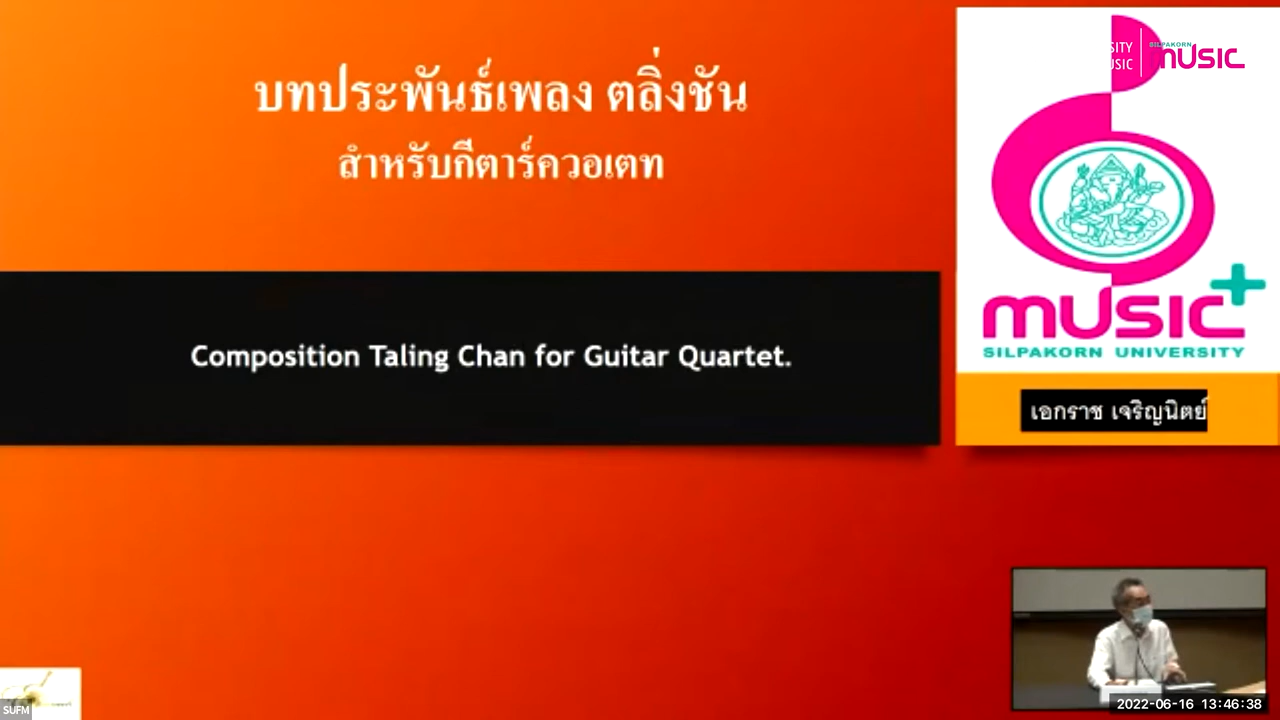 บทประพันธ์เพลง ตลิ่งชัน
สำหรับกีตาร์ควอเตท
Composition Taling Chan for Guitar Quartet.
SITY
USIC
SILPAKORN
music
music+
SILPAKORN UNIVERSITY
เอกราช เจริญนิตย์
SUFM
2022-06-16 13:46:38